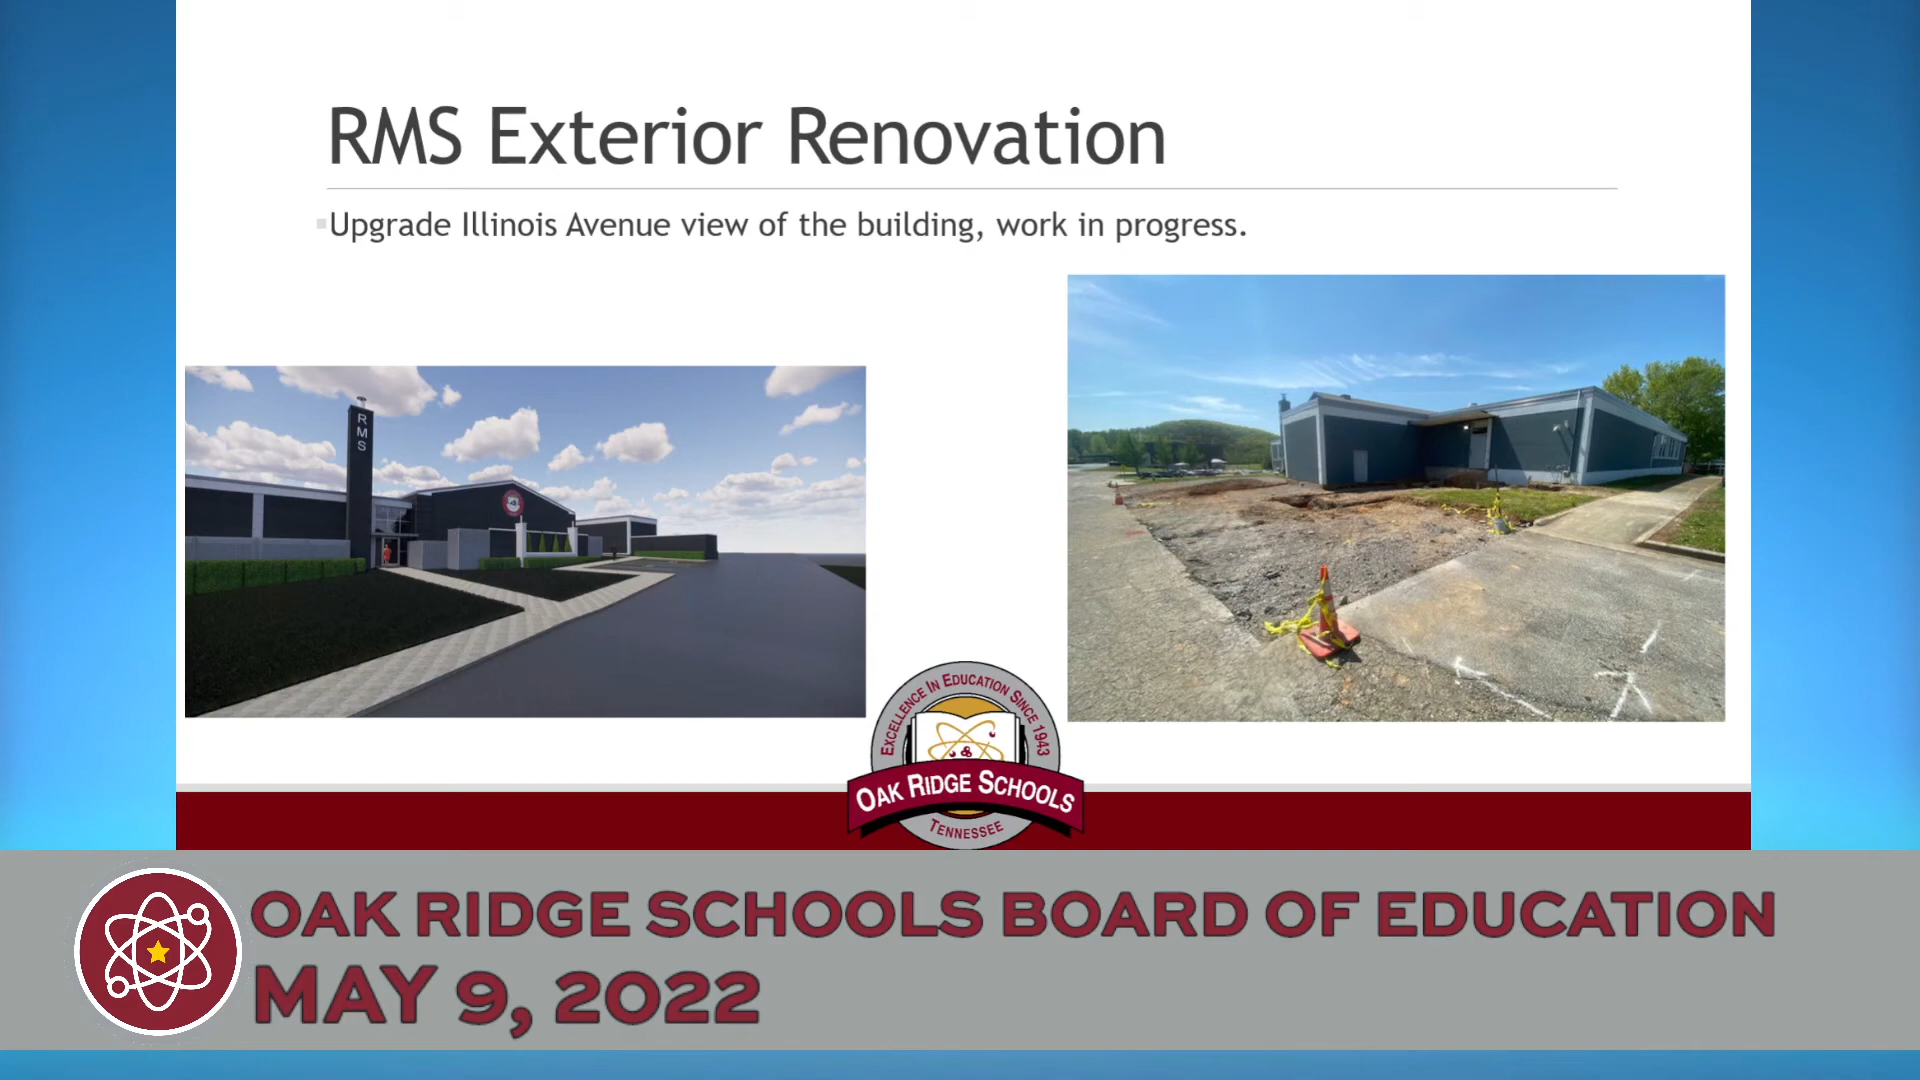 RMS Exterior Renovation
Upgrade Illinois Avenue view of the building, work in progress.
RMS
EXCELLENCE IN EDUCATION SINCE 1943
OAK RIDGE SCHOOLS
TENNESSEE
OAK RIDGE SCHOOLS BOARD OF EDUCATION
MAY 9, 2022